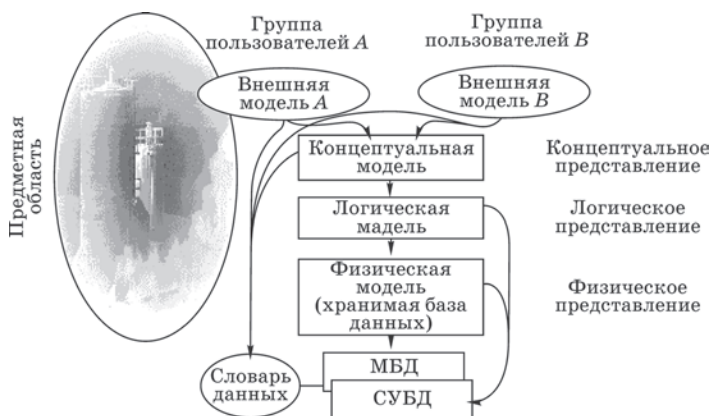 Группа
пользователей A
Группа
пользователей B
Предметная
область
Внешняя
модель A
Внешняя
модель B
Концептуальная
модель
Концептуальное
представление
Логическая
мадель
Логическое
представление
Физическая
модель
(хранимая база
данных)
Физическое
представление
Словарь
данных
МБД
СУБД